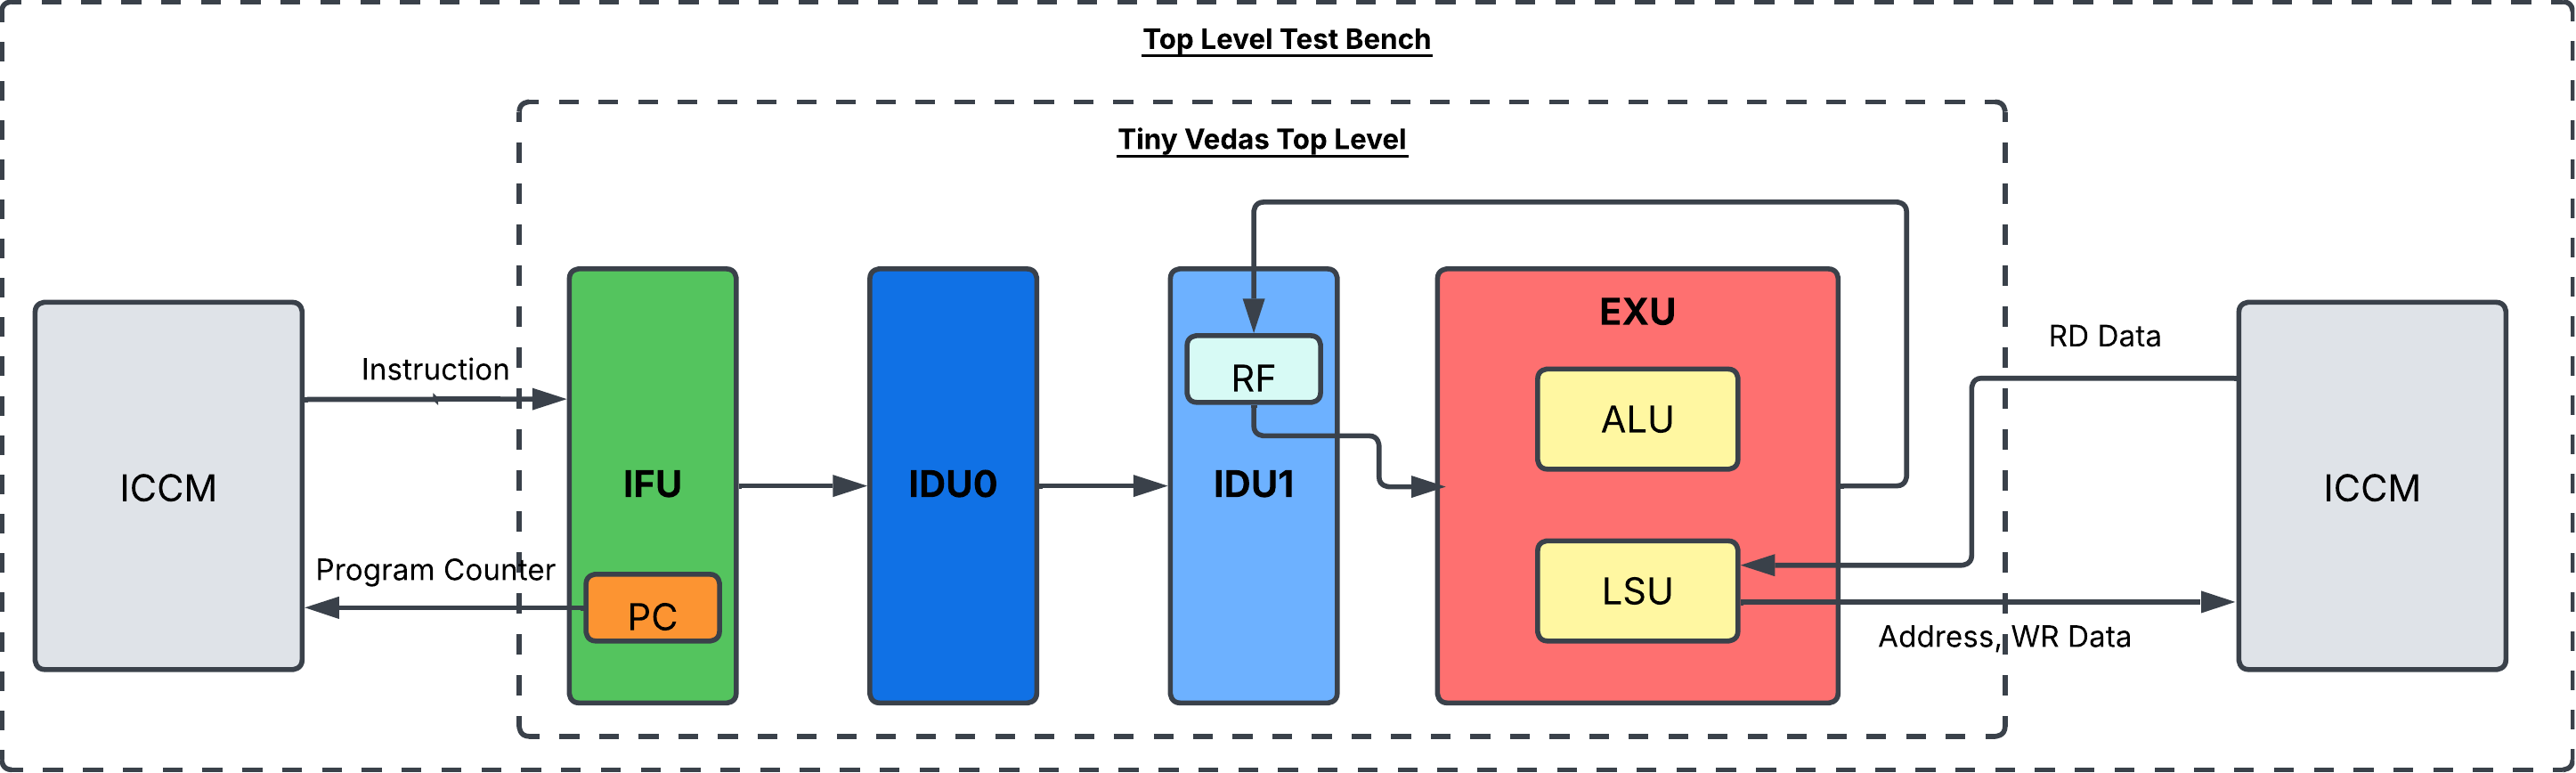 Top Level Test Bench
Tiny Vedas Top Level
ICCM
Instruction
Program Counter
IFU
PC
IDU0
RF
IDU1
EXU
ALU
LSU
RD Data
Address, WR Data
ICCM